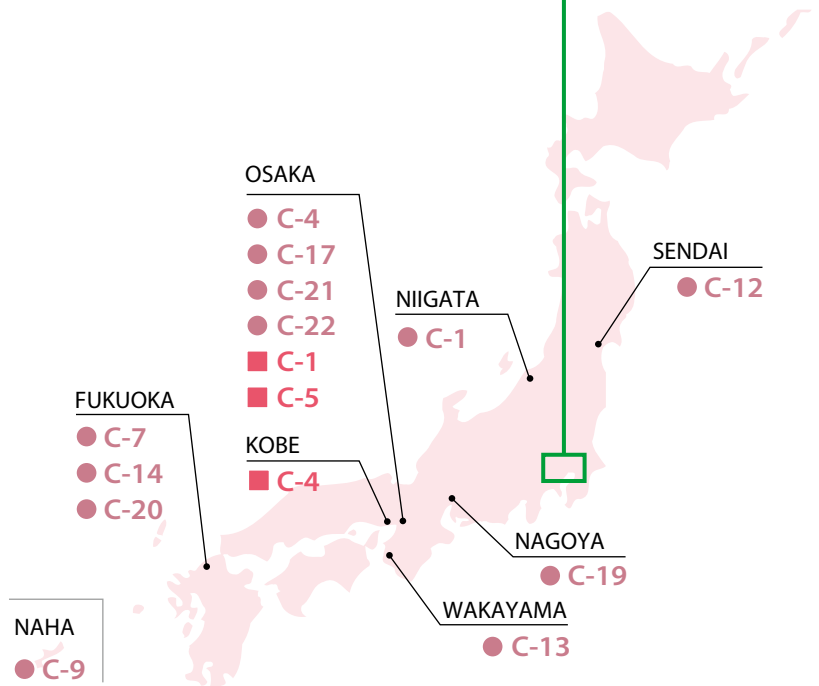 OSAKA
C-4
C-17
C-21
C-22
C-1
C-5
KOBE
C-4
FUKUOKA
C-7
C-14
C-20
NAHA
C-9
NIIGATA
C-1
SENDAI
C-12
NAGOYA
C-19
WAKAYAMA
C-13